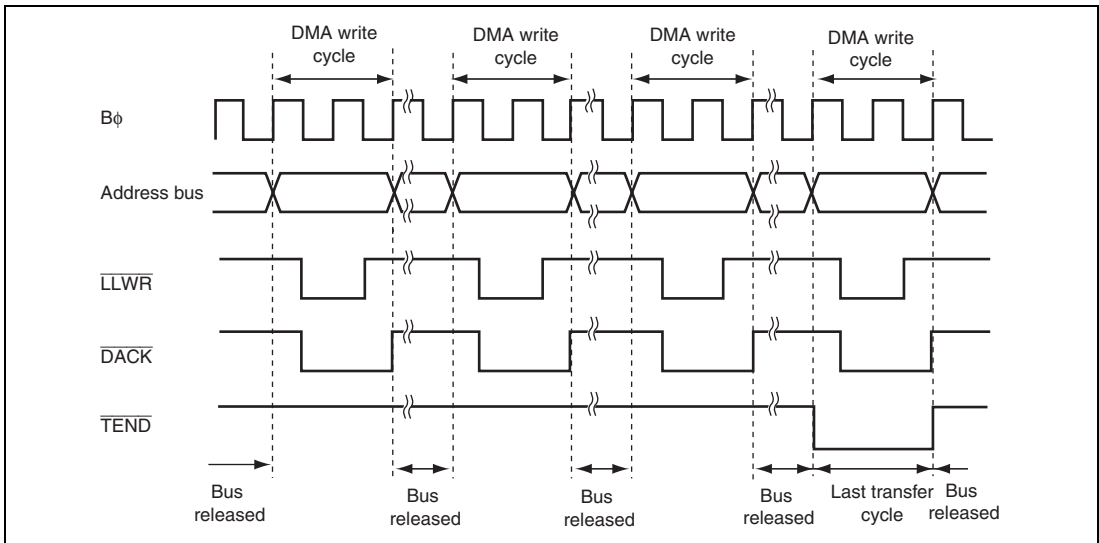 DMA write
cycle
DMA write
cycle
DMA write
cycle
DMA write
cycle
Bφ
Address bus
LLWR
DACK
TEND
Bus
released
Bus
released
Bus
released
Bus
released
Last transfer
cycle
Bus
released